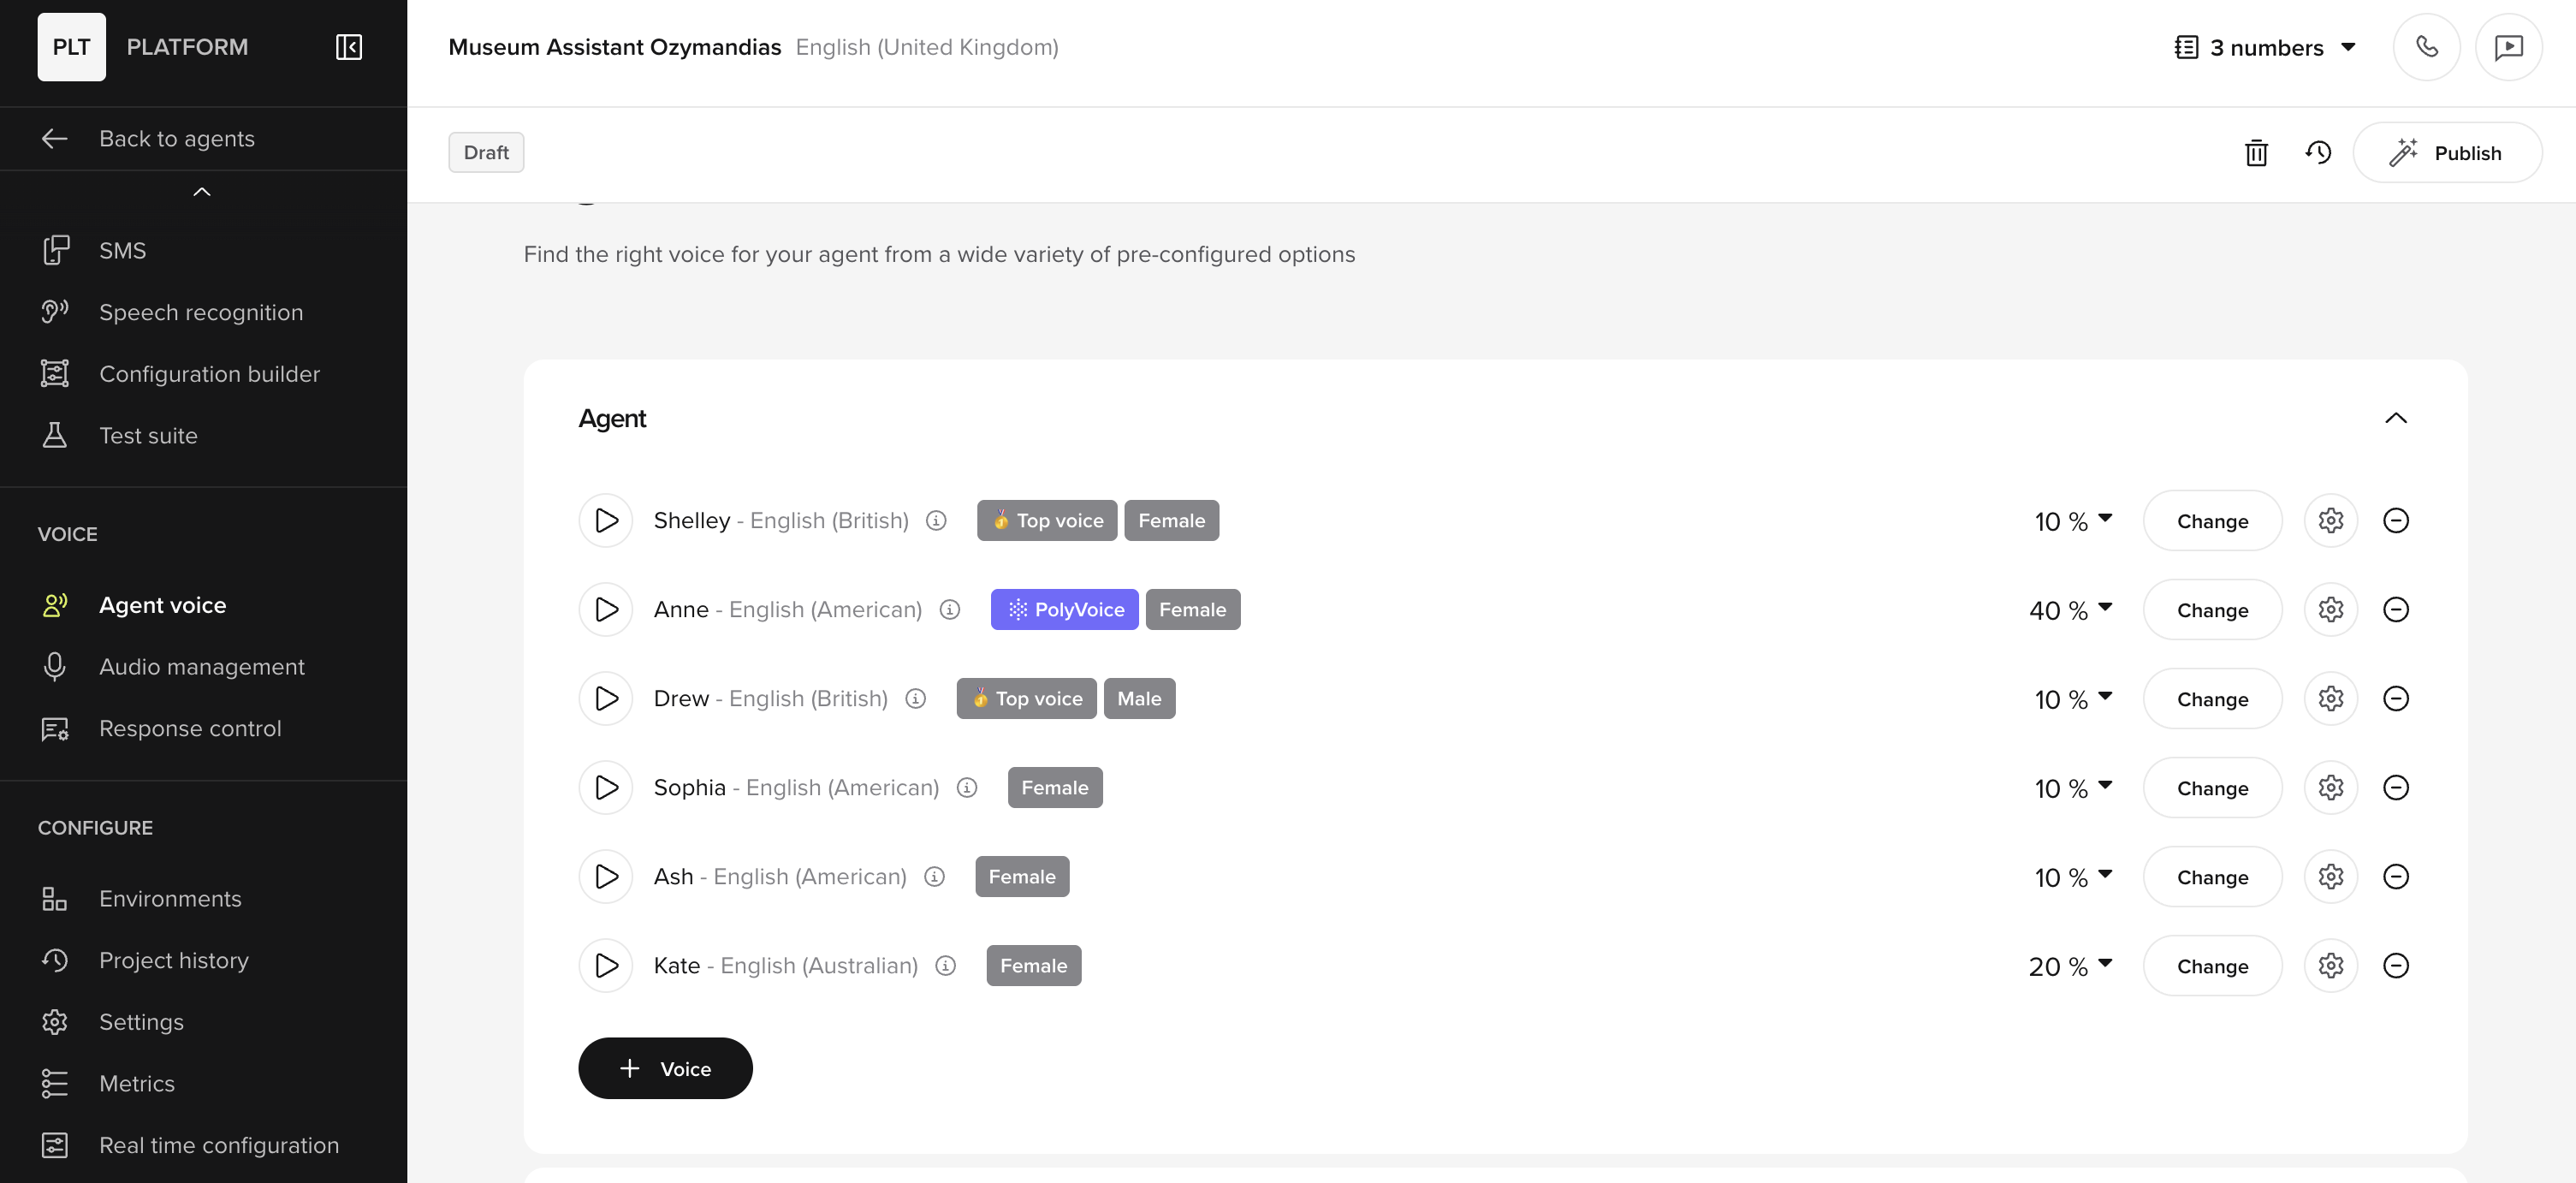 PLT PLATFORM
Back to agents
SMS
Speech recognition
Configuration builder
Test suite
VOICE
Agent voice
Audio management
Response control
CONFIGURE
Environments
Project history
Settings
Metrics
Real time configuration
Museum Assistant Ozymandias English (United Kingdom)
3 numbers
Draft
Publish
Find the right voice for your agent from a wide variety of pre-configured options
Agent
Shelley - English (British) Top voice Female 10 % Change
Anne - English (American) PolyVoice Female 40 % Change
Drew - English (British) Top voice Male 10 % Change
Sophia - English (American) Female 10 % Change
Ash - English (American) Female 10 % Change
Kate - English (Australian) Female 20 % Change
Voice